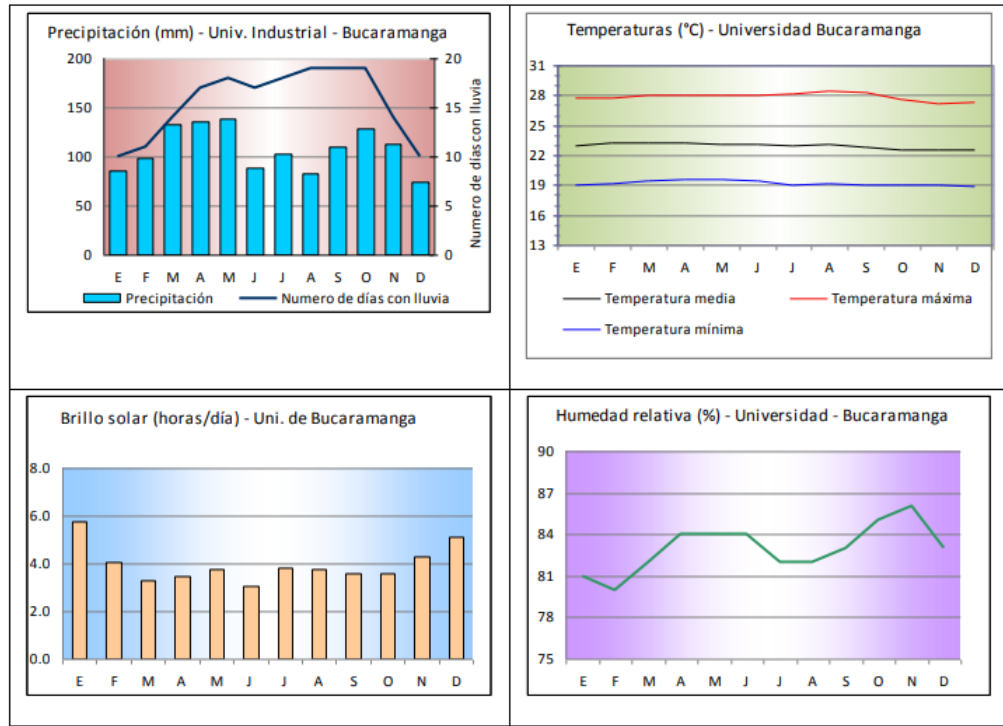 Precipitación (mm) - Univ. Industrial - Bucaramanga
200
150
100
50
0
20
15
10
5
0
Numero de días con lluvia
E F M A M J J A S O N D
Precipitación Numero de días con lluvia
Temperaturas (°C) - Universidad Bucaramanga
31
28
25
22
19
16
13
E F M A M J J A S O N D
Temperatura media Temperatura máxima
Temperatura mínima
Brillo solar (horas/día) - Uni. de Bucaramanga
8.0
6.0
4.0
2.0
0.0
E F M A M J J A S O N D
Humedad relativa (%) - Universidad - Bucaramanga
90
87
84
81
78
75
E F M A M J J A S O N D